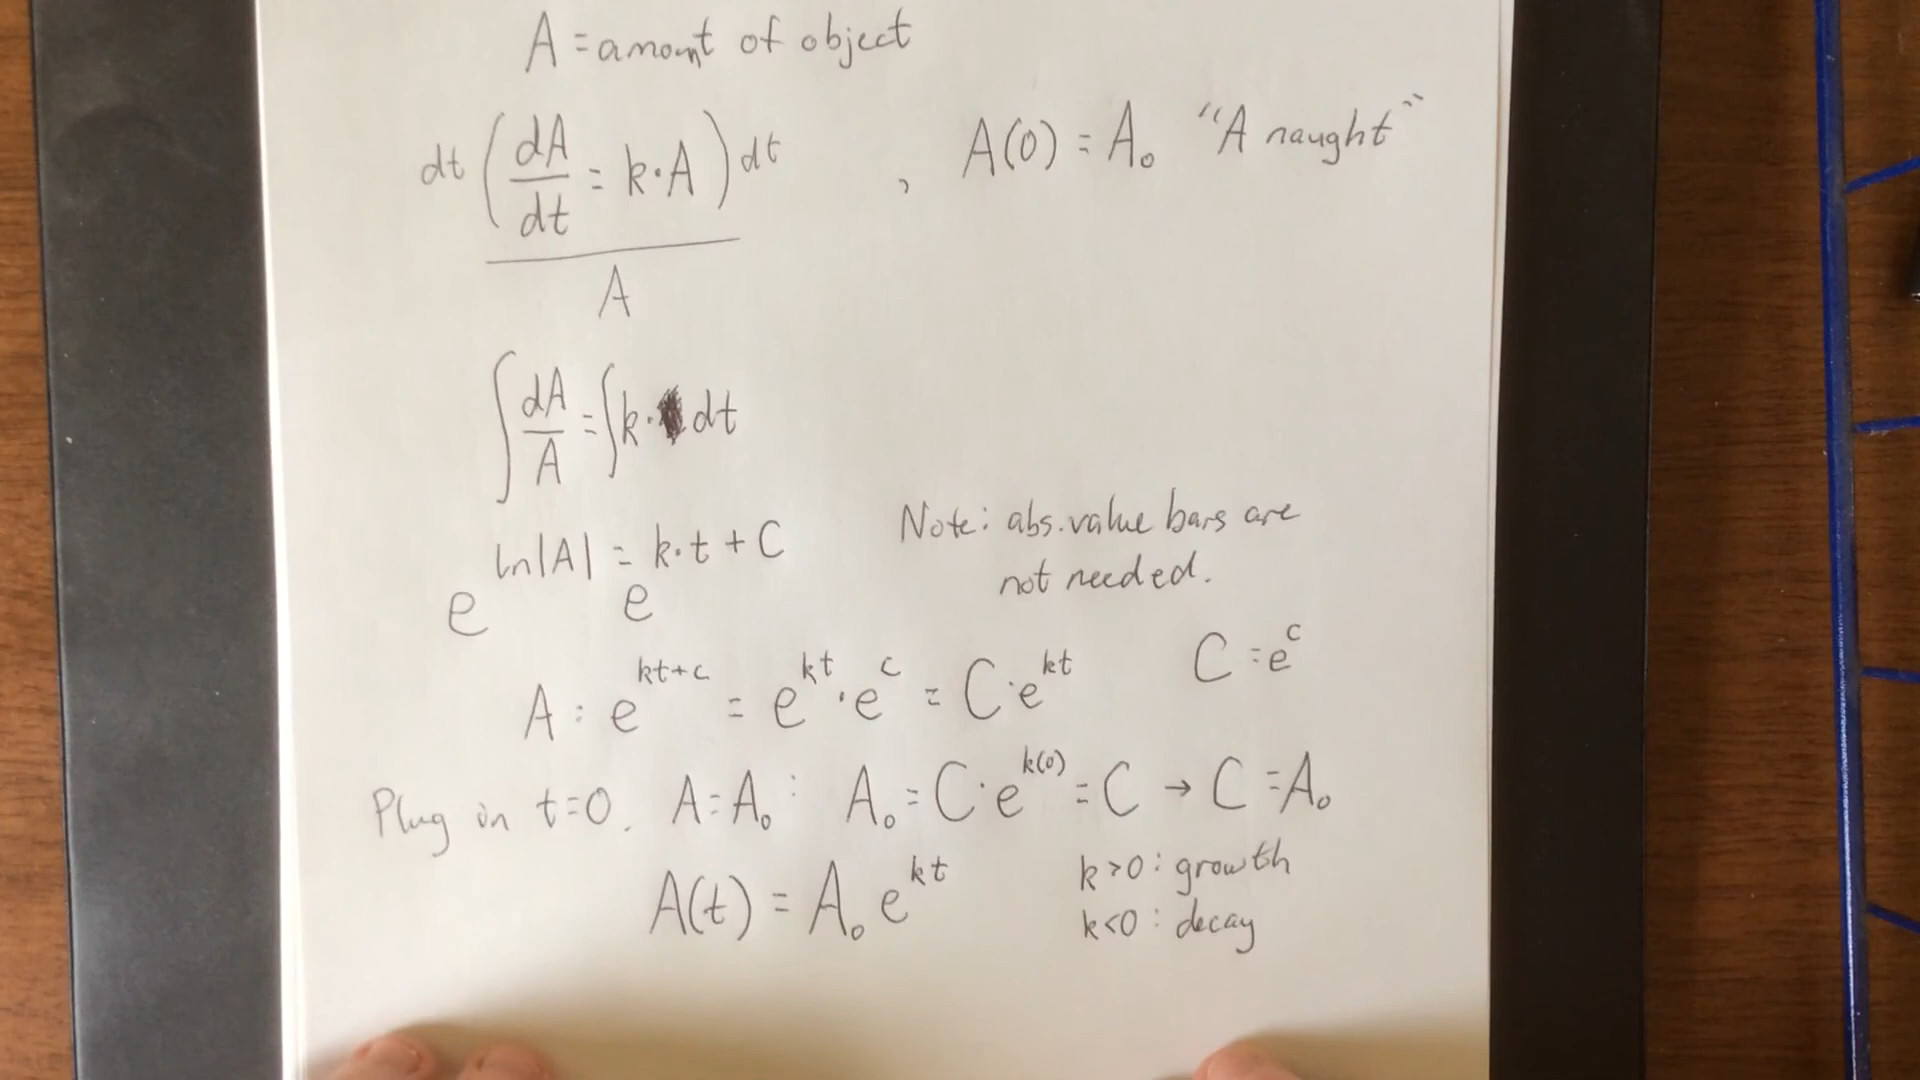 A = amount of object
dt (dA/dt = k·A) dt , A(0) = A₀ "A naught"
A
∫ dA/A = ∫ k· dt
ln|A| = k·t + C
e e
Note: abs. value bars are
not needed.
A = e^(kt+c) = e^(kt) · e^c = C·e^(kt) C = e^c
Plug in t=0, A=A₀ : A₀ = C·e^(k(0)) = C → C = A₀
A(t) = A₀ e^(kt)
k>0 : growth
k<0 : decay